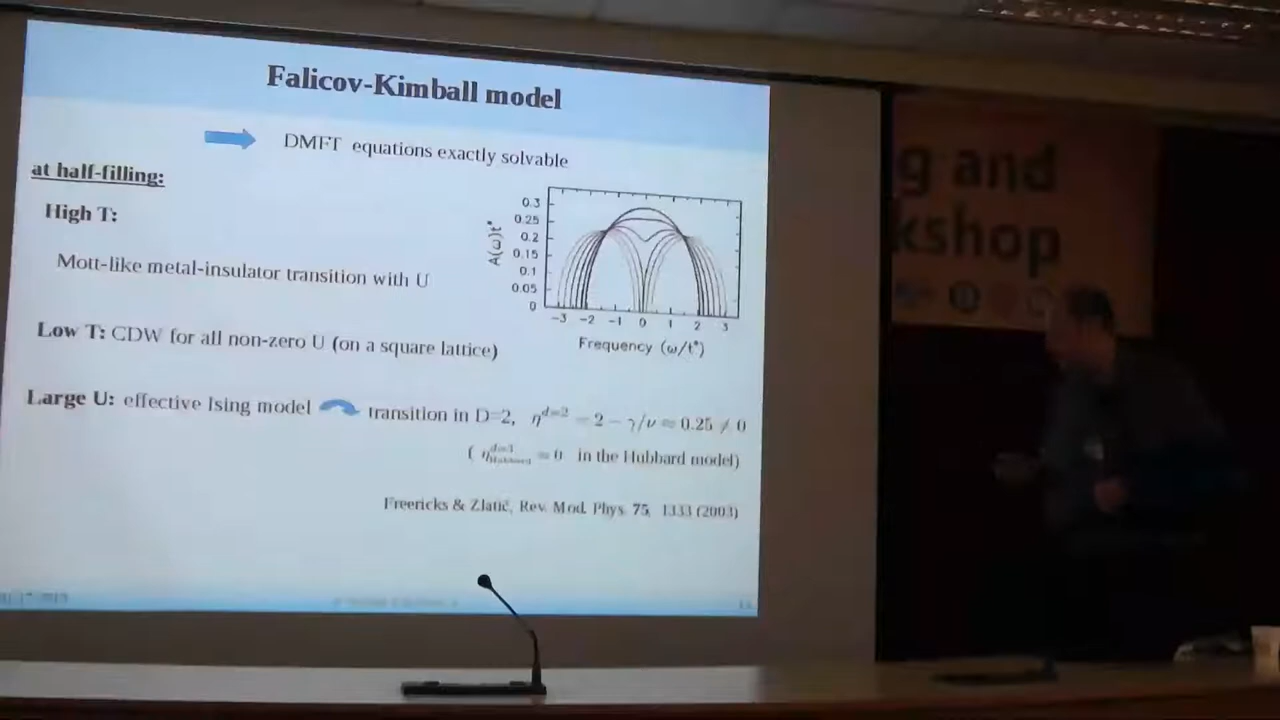 Falicov-Kimball model
DMFT equations exactly solvable
at half-filling:
High T:
Mott-like metal-insulator transition with U
A(ω)t*
0.3
0.25
0.2
0.15
0.1
0.05
0
−3 −2 −1 0 1 2 3
Frequency (ω/t*)
Low T: CDW for all non-zero U (on a square lattice)
Large U: effective Ising model transition in D=2, η^{d=2} = 2 − γ/ν ≈ 0.25 ≠ 0
in the Hubbard model)
Freericks & Zlatić, Rev. Mod. Phys. 75, 1333 (2003)
g and
kshop